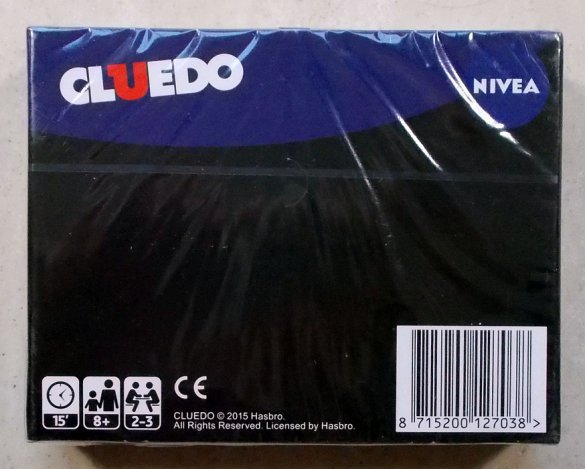 CLUEDO
NIVEA
15'
8+
2-3
CE
CLUEDO © 2015 Hasbro.
All Rights Reserved. Licensed by Hasbro.
8 715200 127038 >